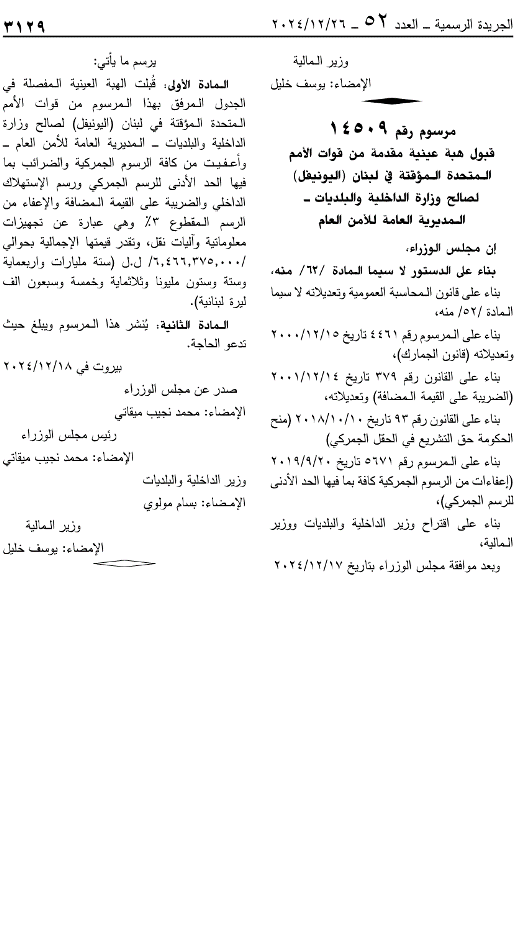 الجريدة الرسمية ــ العدد ٥٢ ــ ٢٠٢٤/١٢/٢٦
٣١٢٩
وزير المالية
الإمضاء: يوسف خليل
مرسوم رقم ١٤٥٠٩
قبول هبة عينية مقدمة من قوات الأمم
المتحدة المؤقتة في لبنان (اليونيفل)
لصالح وزارة الداخلية والبلديات ــ
المديرية العامة للأمن العام
إن مجلس الوزراء،
بناء على الدستور لا سيما المادة /٦٢/ منه،
بناء على قانون المحاسبة العمومية وتعديلاته لا سيما
المادة /٥٢/ منه،
بناء على المرسوم رقم ٤٤٦١ تاريخ ٢٠٠٠/١٢/١٥
وتعديلاته (قانون الجمارك)،
بناء على القانون رقم ٣٧٩ تاريخ ٢٠٠١/١٢/١٤
(الضريبة على القيمة المضافة) وتعديلاته،
بناء على القانون رقم ٩٣ تاريخ ٢٠١٨/١٠/١٠ (منح
الحكومة حق التشريع في الحقل الجمركي)
بناء على المرسوم رقم ٥٦٧١ تاريخ ٢٠١٩/٩/٢٠
(إعفاءات من الرسوم الجمركية كافة بما فيها الحد الأدنى
للرسم الجمركي)،
بناء على اقتراح وزير الداخلية والبلديات ووزير
المالية،
وبعد موافقة مجلس الوزراء بتاريخ ٢٠٢٤/١٢/١٧
يرسم ما يأتي:
المادة الأولى: قُبلت الهبة العينية المفصلة في
الجدول المرفق بهذا المرسوم من قوات الأمم
المتحدة المؤقتة في لبنان (اليونيفل) لصالح وزارة
الداخلية والبلديات ــ المديرية العامة للأمن العام ــ
وأعفيت من كافة الرسوم الجمركية والضرائب بما
فيها الحد الأدنى للرسم الجمركي ورسم الإستهلاك
الداخلي والضريبة على القيمة المضافة والإعفاء من
الرسم المقطوع ٣٪ وهي عبارة عن تجهيزات
معلوماتية وآليات نقل، وتقدر قيمتها الإجمالية بحوالي
/٦,٤٦٦,٣٧٥,٠٠٠/ ل.ل (ستة مليارات واربعماية
وستة وستون مليونا وثلاثماية وخمسة وسبعون الف
ليرة لبنانية).
المادة الثانية: يُنشر هذا المرسوم ويبلغ حيث
تدعو الحاجة.
بيروت في ٢٠٢٤/١٢/١٨
صدر عن مجلس الوزراء
الإمضاء: محمد نجيب ميقاتي
رئيس مجلس الوزراء
الإمضاء: محمد نجيب ميقاتي
وزير الداخلية والبلديات
الإمضاء: بسام مولوي
وزير المالية
الإمضاء: يوسف خليل